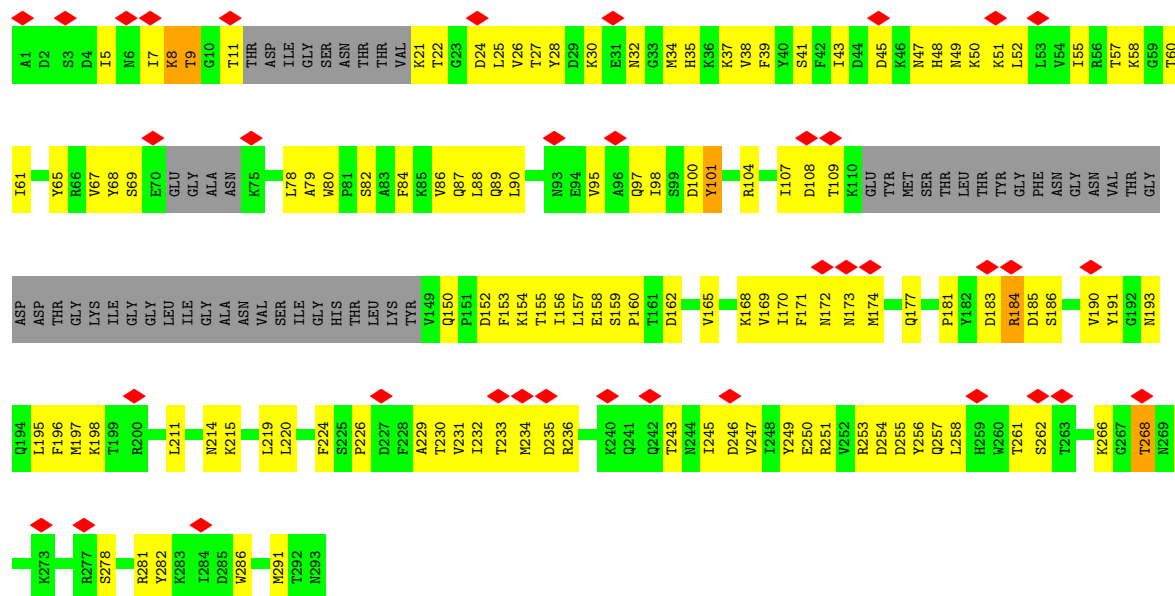 A1 D2 S3 D4 I5 N6 I7 K8 T9 G10 T11 THR ASP ILE GLY SER ASN THR THR VAL K21 T22 G23 D24 L25 V26 T27 Y28 D29 K30 E31 N32 G33 M34 H35 K36 K37 V38 F39 Y40 S41 F42 I43 D44 D45 K46 N47 H48 N49 K50 K51 L52 L53 V54 I55 R56 T57 K58 G59 T60
I61 Y65 R66 V67 Y68 S69 E70 GLU GLY ALA ASN K75 L78 A79 W80 P81 S82 A83 F84 K85 V86 Q87 L88 Q89 L90 N93 E94 V95 A96 Q97 I98 S99 D100 Y101 R104 I107 D108 T109 K110 GLU TYR MET SER THR LEU THR TYR GLY PHE ASN GLY ASN VAL THR GLY
ASP ASP THR GLY LYS ILE GLY GLY LEU ILE GLY ALA ASN VAL SER ILE GLY HIS THR LEU LYS TYR V149 Q150 P151 D152 F153 K154 T155 I156 L157 E158 S159 P160 T161 D162 V165 K168 V169 I170 F171 N172 N173 M174 Q177 P181 Y182 D183 R184 D185 S186 V190 Y191 G192 N193
Q194 L195 F196 M197 K198 T199 R200 L211 N214 K215 L219 L220 F224 S225 P226 D227 F228 A229 T230 V231 I232 T233 M234 D235 R236 K240 Q241 Q242 T243 N244 I245 D246 V247 I248 Y249 E250 R251 V252 R253 D254 D255 Y256 Q257 L258 H259 W260 T261 S262 T263 K266 G267 T268 N269
K273 R277 S278 R281 Y282 K283 I284 D285 W286 M291 T292 N293